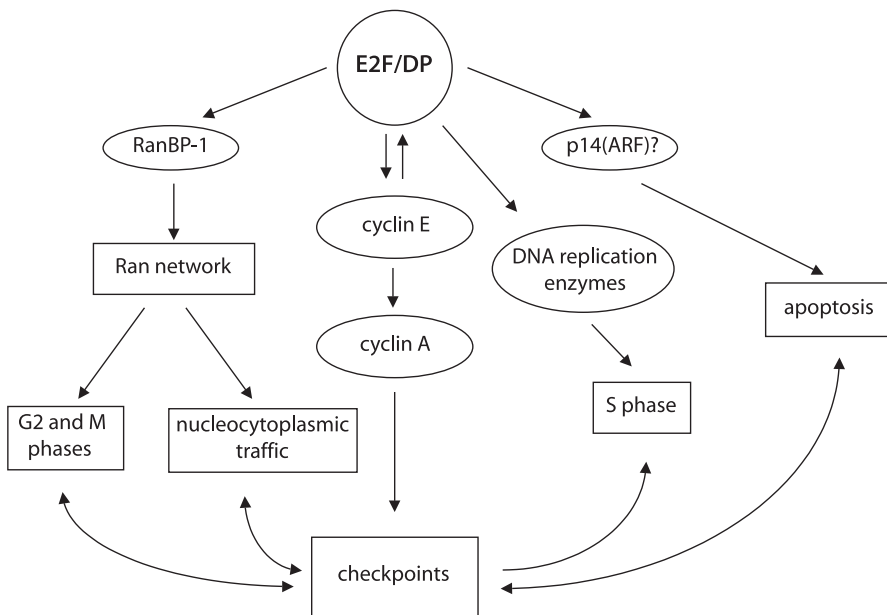 E2F/DP
RanBP-1
p14(ARF)?
cyclin E
Ran network
DNA replication
enzymes
apoptosis
cyclin A
G2 and M
phases
nucleocytoplasmic
traffic
S phase
checkpoints